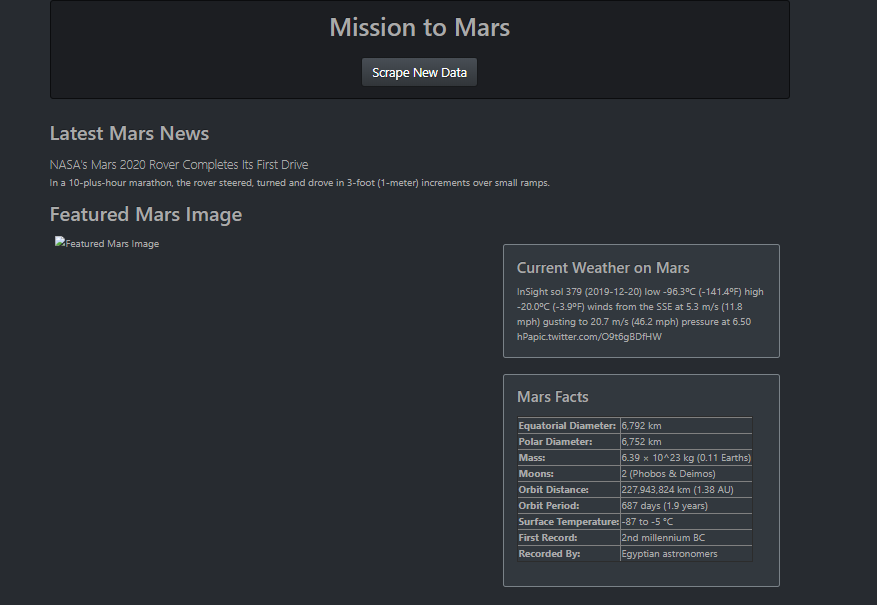 Mission to Mars
Scrape New Data
Latest Mars News
NASA's Mars 2020 Rover Completes Its First Drive
In a 10-plus-hour marathon, the rover steered, turned and drove in 3-foot (1-meter) increments over small ramps.
Featured Mars Image
Featured Mars Image
Current Weather on Mars
InSight sol 379 (2019-12-20) low -96.3ºC (-141.4ºF) high
-20.0ºC (-3.9ºF) winds from the SSE at 5.3 m/s (11.8
mph) gusting to 20.7 m/s (46.2 mph) pressure at 6.50
hPapic.twitter.com/O9t6gBDfHW
Mars Facts
Equatorial Diameter: 6,792 km
Polar Diameter: 6,752 km
Mass: 6.39 × 10^23 kg (0.11 Earths)
Moons: 2 (Phobos & Deimos)
Orbit Distance: 227,943,824 km (1.38 AU)
Orbit Period: 687 days (1.9 years)
Surface Temperature: -87 to -5 °C
First Record: 2nd millennium BC
Recorded By: Egyptian astronomers